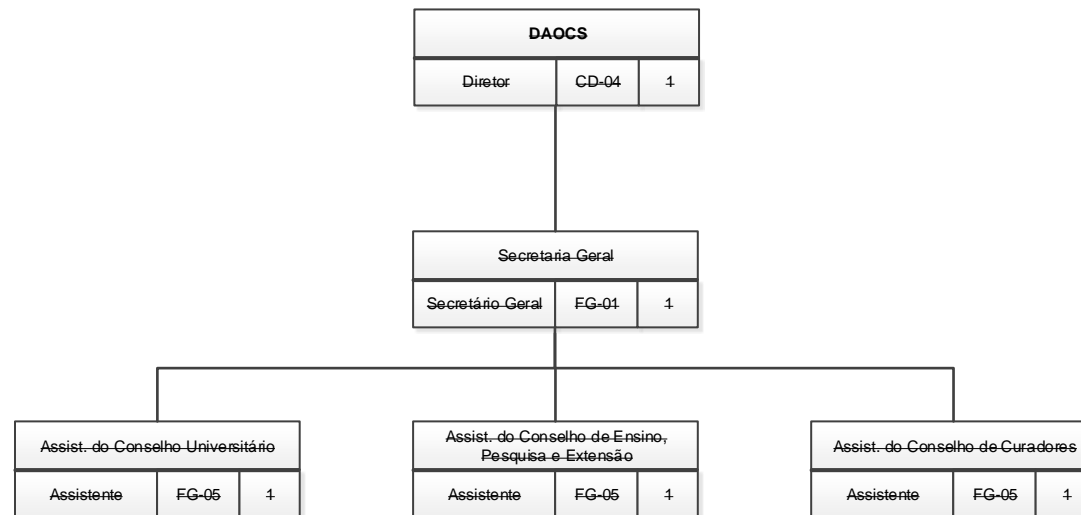 DAOCS
Diretor CD-04 1
Secretaria Geral
Secretário Geral FG-01 1
Assist. do Conselho Universitário
Assistente FG-05 1
Assist. do Conselho de Ensino,
Pesquisa e Extensão
Assistente FG-05 1
Assist. do Conselho de Curadores
Assistente FG-05 1